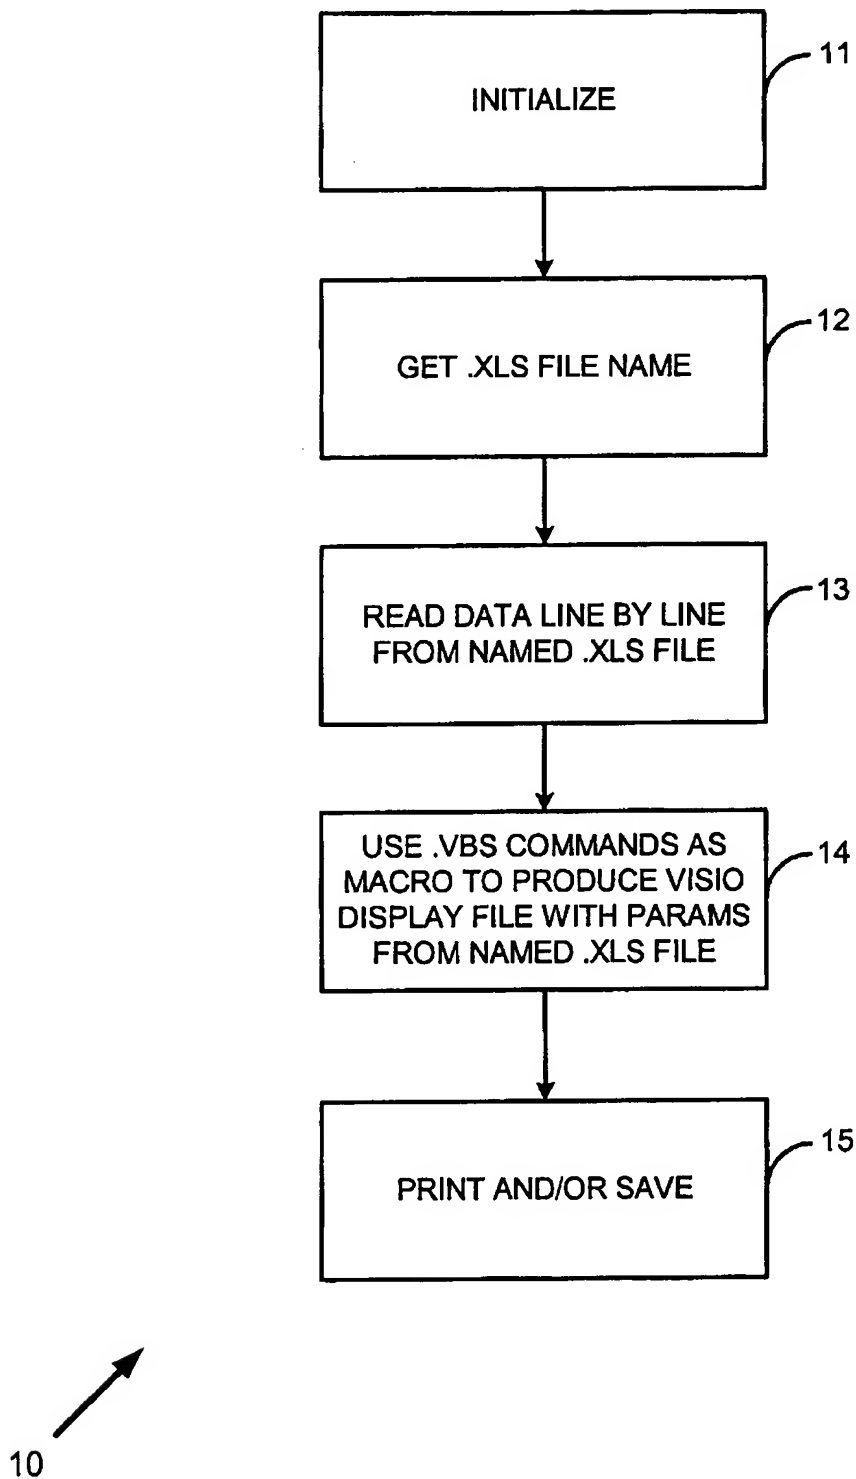 INITIALIZE
11
GET .XLS FILE NAME
12
READ DATA LINE BY LINE
FROM NAMED .XLS FILE
13
USE .VBS COMMANDS AS
MACRO TO PRODUCE VISIO
DISPLAY FILE WITH PARAMS
FROM NAMED .XLS FILE
14
PRINT AND/OR SAVE
15
10